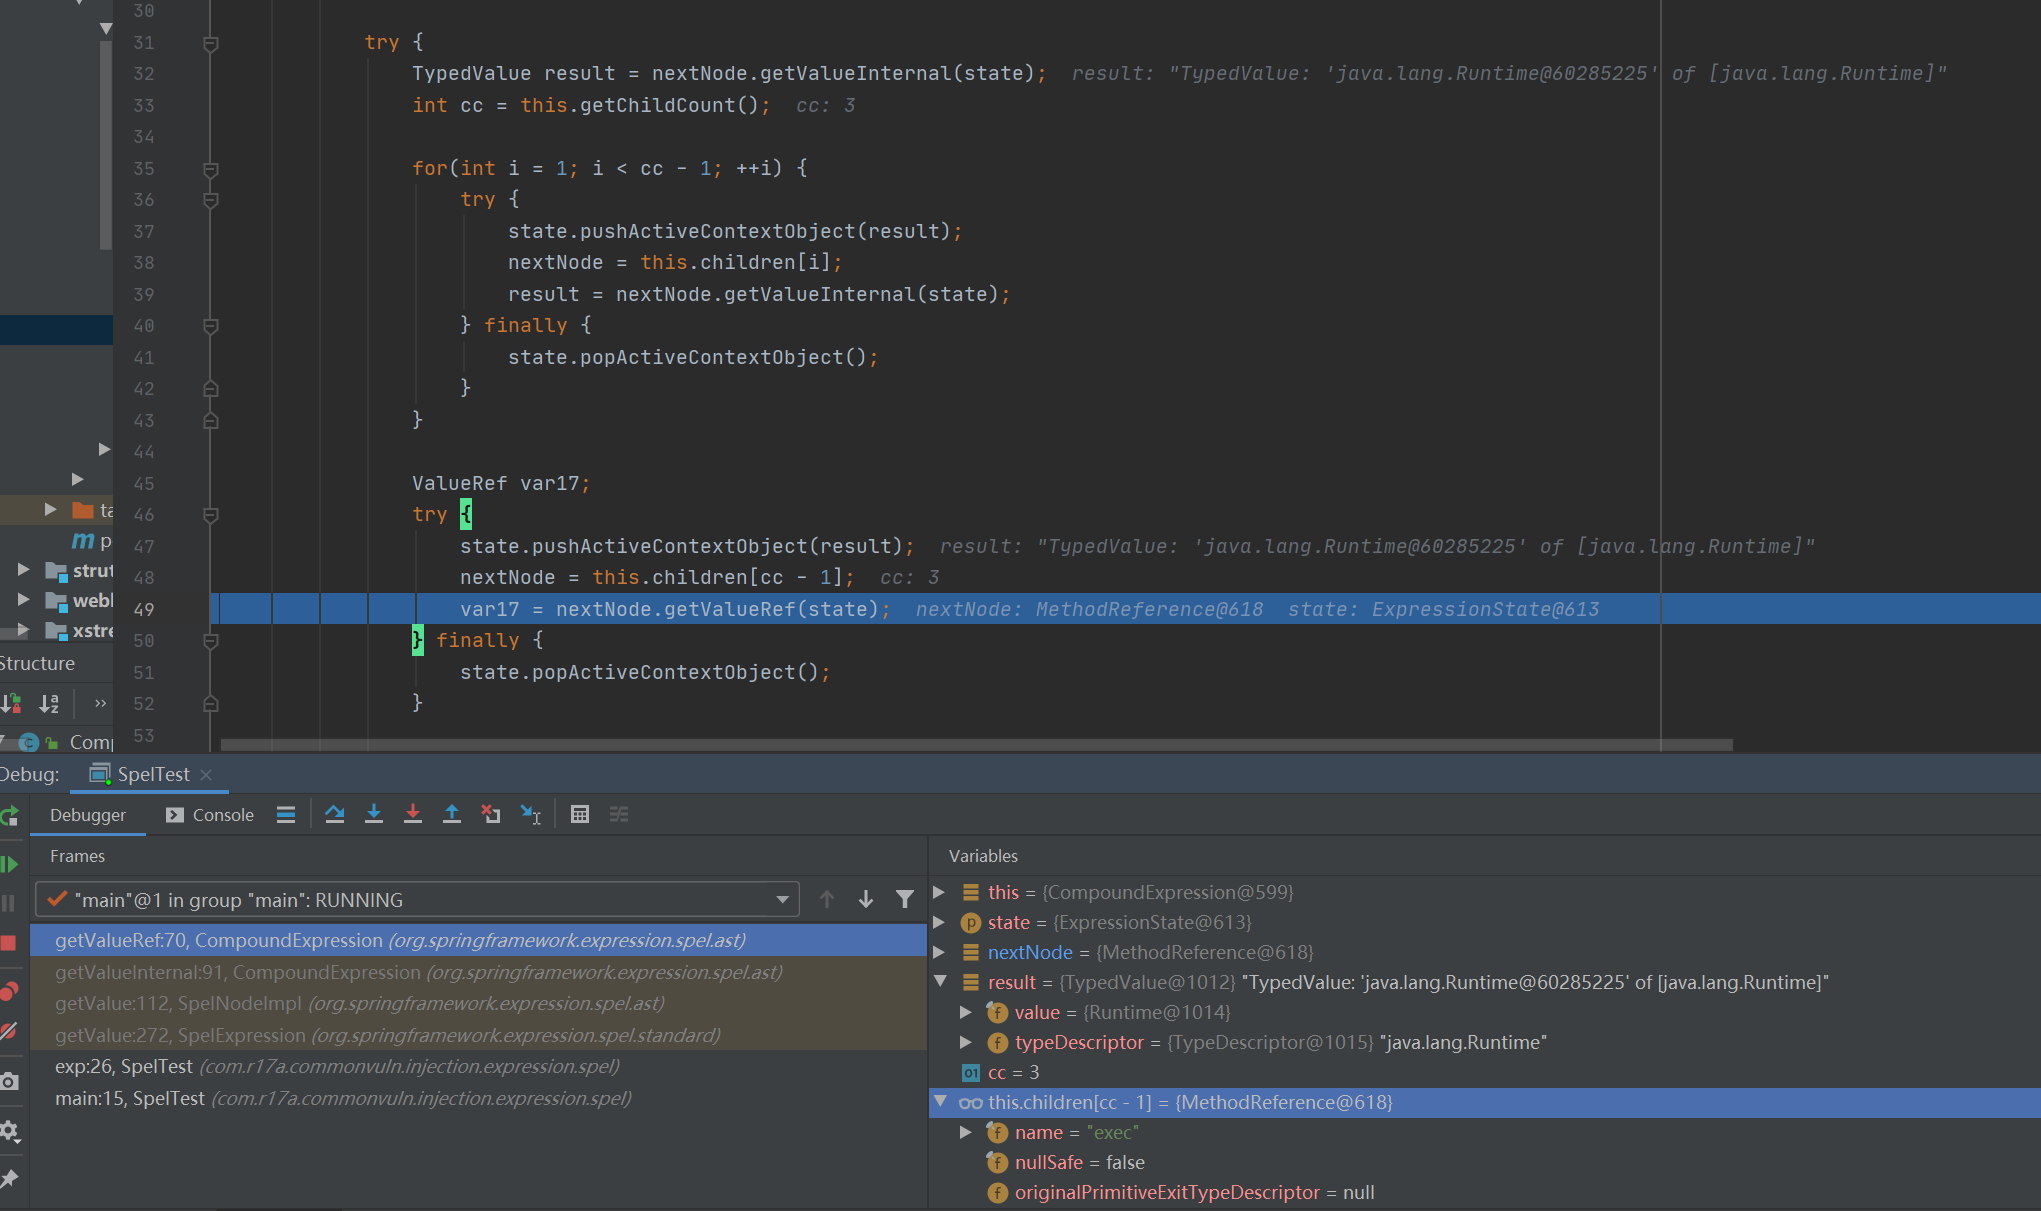 30
31 try {
32 TypedValue result = nextNode.getValueInternal(state); result: "TypedValue: 'java.lang.Runtime@60285225' of [java.lang.Runtime]"
33 int cc = this.getChildCount(); cc: 3
34
35 for(int i = 1; i < cc - 1; ++i) {
36 try {
37 state.pushActiveContextObject(result);
38 nextNode = this.children[i];
39 result = nextNode.getValueInternal(state);
40 } finally {
41 state.popActiveContextObject();
42 }
43 }
44
45 ValueRef var17;
46 try {
47 state.pushActiveContextObject(result); result: "TypedValue: 'java.lang.Runtime@60285225' of [java.lang.Runtime]"
48 nextNode = this.children[cc - 1]; cc: 3
49 var17 = nextNode.getValueRef(state); nextNode: MethodReference@618 state: ExpressionState@613
50 } finally {
51 state.popActiveContextObject();
52 }
53
ta
m p
strut
webl
xstre
Structure
Comp
Debug: SpelTest
Debugger Console
Frames
"main"@1 in group "main": RUNNING
getValueRef:70, CompoundExpression (org.springframework.expression.spel.ast)
getValueInternal:91, CompoundExpression (org.springframework.expression.spel.ast)
getValue:112, SpelNodeImpl (org.springframework.expression.spel.ast)
getValue:272, SpelExpression (org.springframework.expression.spel.standard)
exp:26, SpelTest (com.r17a.commonvuln.injection.expression.spel)
main:15, SpelTest (com.r17a.commonvuln.injection.expression.spel)
Variables
this = {CompoundExpression@599}
state = {ExpressionState@613}
nextNode = {MethodReference@618}
result = {TypedValue@1012} "TypedValue: 'java.lang.Runtime@60285225' of [java.lang.Runtime]"
value = {Runtime@1014}
typeDescriptor = {TypeDescriptor@1015} "java.lang.Runtime"
cc = 3
this.children[cc - 1] = {MethodReference@618}
name = "exec"
nullSafe = false
originalPrimitiveExitTypeDescriptor = null